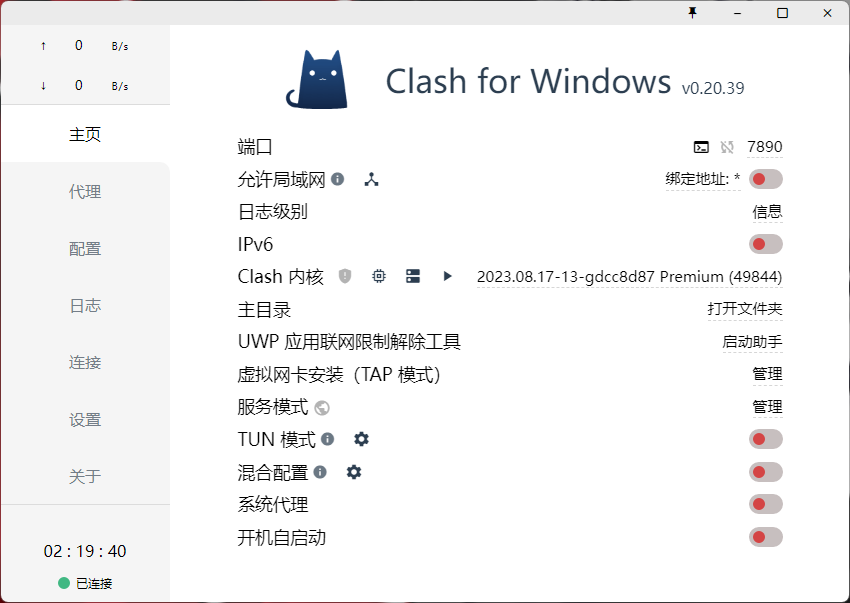 ↑ 0 B/s
↓ 0 B/s
主页
代理
配置
日志
连接
设置
关于
02 : 19 : 40
已连接
Clash for Windows v0.20.39
端口 7890
允许局域网 绑定地址: *
日志级别 信息
IPv6
Clash 内核 2023.08.17-13-gdcc8d87 Premium (49844)
主目录 打开文件夹
UWP 应用联网限制解除工具 启动助手
虚拟网卡安装（TAP 模式） 管理
服务模式 管理
TUN 模式
混合配置
系统代理
开机自启动